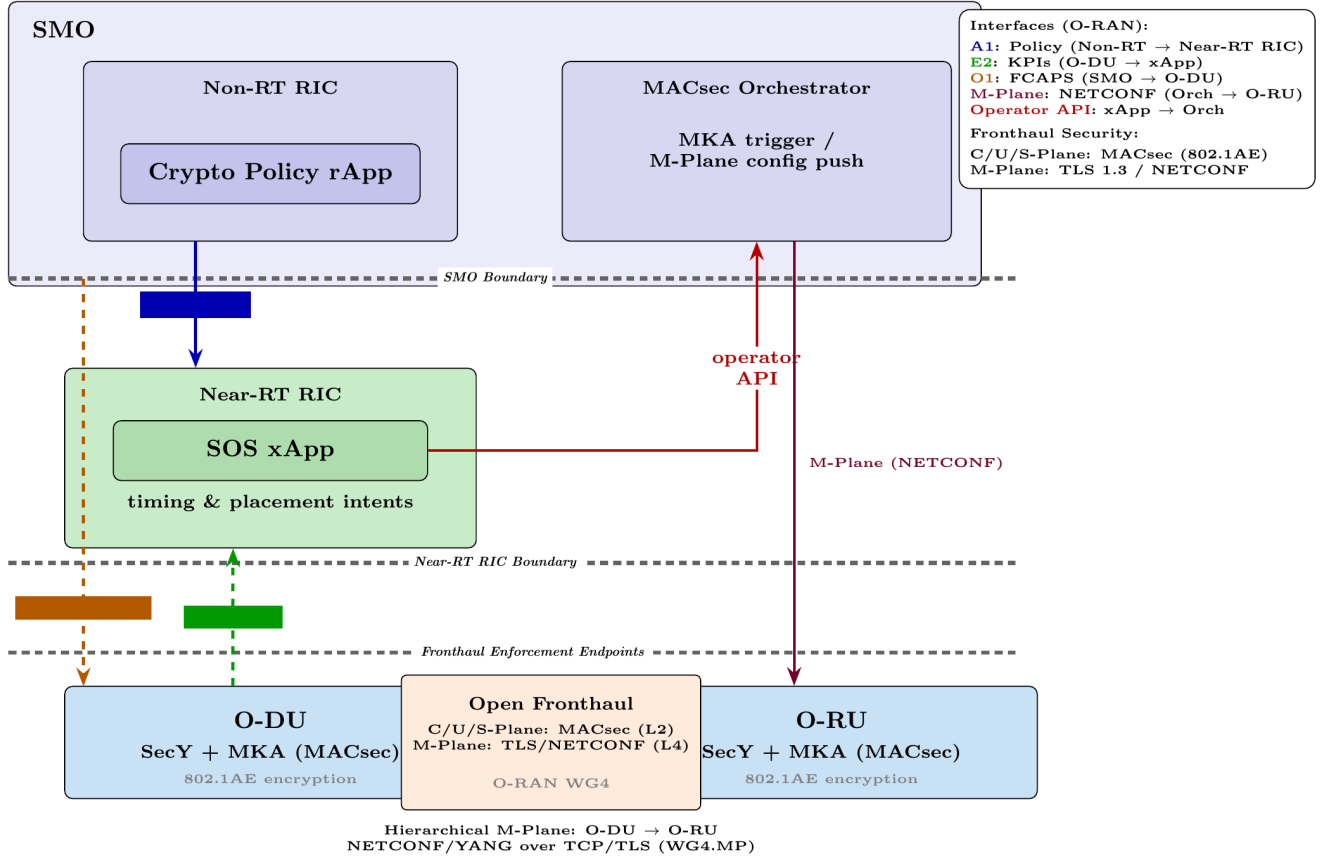 SMO
Non-RT RIC
Crypto Policy rApp
MACsec Orchestrator
MKA trigger /
M-Plane config push
Interfaces (O-RAN):
A1: Policy (Non-RT → Near-RT RIC)
E2: KPIs (O-DU → xApp)
O1: FCAPS (SMO → O-DU)
M-Plane: NETCONF (Orch → O-RU)
Operator API: xApp → Orch
Fronthaul Security:
C/U/S-Plane: MACsec (802.1AE)
M-Plane: TLS 1.3 / NETCONF
SMO Boundary
operator
API
Near-RT RIC
SOS xApp
timing & placement intents
M-Plane (NETCONF)
Near-RT RIC Boundary
Fronthaul Enforcement Endpoints
O-DU
SecY + MKA (MACsec)
802.1AE encryption
Open Fronthaul
C/U/S-Plane: MACsec (L2)
M-Plane: TLS/NETCONF (L4)
O-RAN WG4
O-RU
SecY + MKA (MACsec)
802.1AE encryption
Hierarchical M-Plane: O-DU → O-RU
NETCONF/YANG over TCP/TLS (WG4.MP)